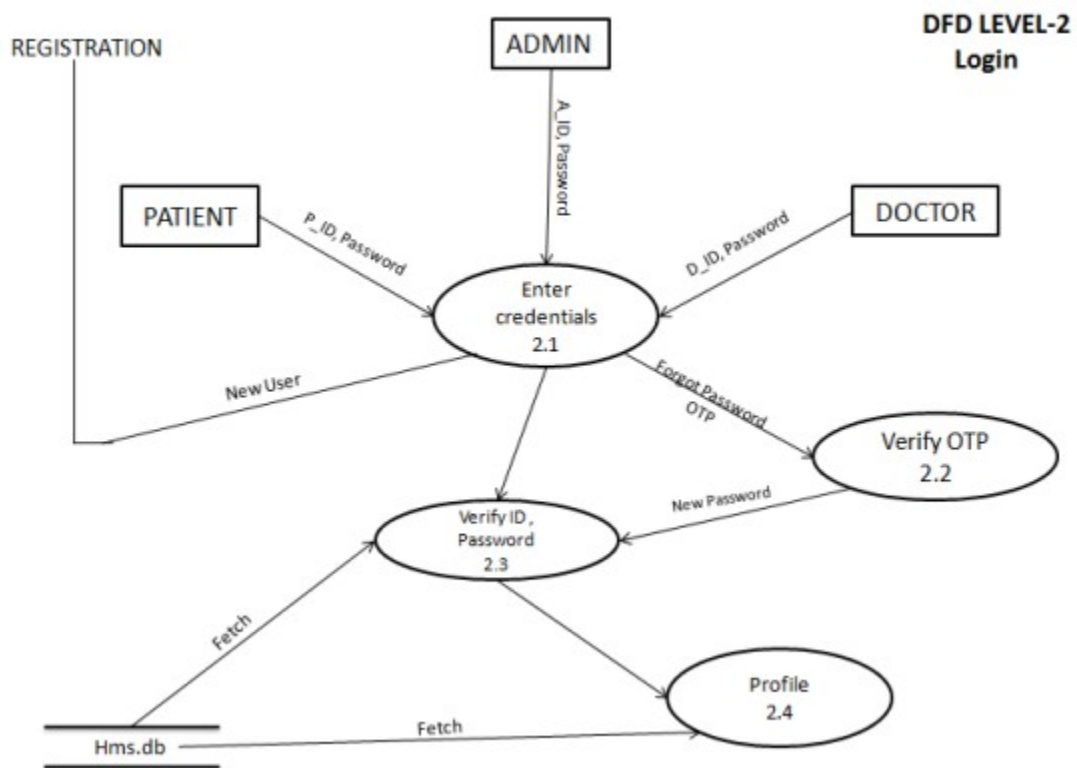 DFD LEVEL-2
Login
REGISTRATION
ADMIN
A_ID, Password
PATIENT
DOCTOR
P_ID, Password
D_ID, Password
Enter
credentials
2.1
New User
Forgot Password
OTP
Verify OTP
2.2
New Password
Verify ID ,
Password
2.3
Fetch
Profile
2.4
Fetch
Hms.db